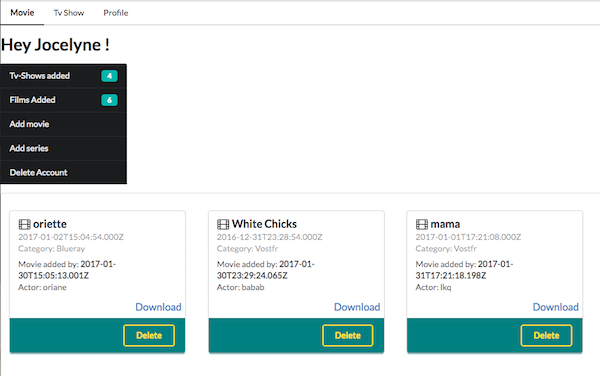 Movie Tv Show Profile
Hey Jocelyne !
Tv-Shows added 4
Films Added 6
Add movie
Add series
Delete Account
oriette
2017-01-02T15:04:54.000Z
Category: Blueray
Movie added by: 2017-01-
30T15:05:13.001Z
Actor: oriane
Download
Delete
White Chicks
2016-12-31T23:28:54.000Z
Category: Vostfr
Movie added by: 2017-01-
30T23:29:24.065Z
Actor: babab
Download
Delete
mama
2017-01-01T17:21:08.000Z
Category: Vostfr
Movie added by: 2017-01-
31T17:21:18.198Z
Actor: lkq
Download
Delete